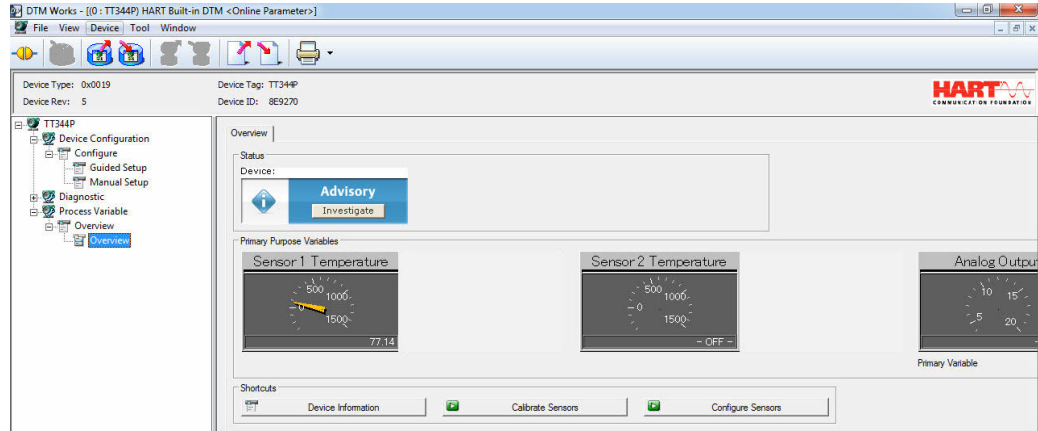 DTM Works - [(0 : TT344P) HART Built-in DTM <Online Parameter>]
File View Device Tool Window
Device Type: 0x0019
Device Tag: TT344P
Device Rev: 5
Device ID: 8E9270
HART
COMMUNICATION FOUNDATION
TT344P
Device Configuration
Configure
Guided Setup
Manual Setup
Diagnostic
Process Variable
Overview
Overview
Overview
Status
Device:
Advisory
Investigate
Primary Purpose Variables
Sensor 1 Temperature
500
1000
0
1500
77.14
Sensor 2 Temperature
500
1000
0
1500
- OFF -
Analog Outpu
10
15
5
20
Primary Variable
Shortcuts
Device Information
Calibrate Sensors
Configure Sensors